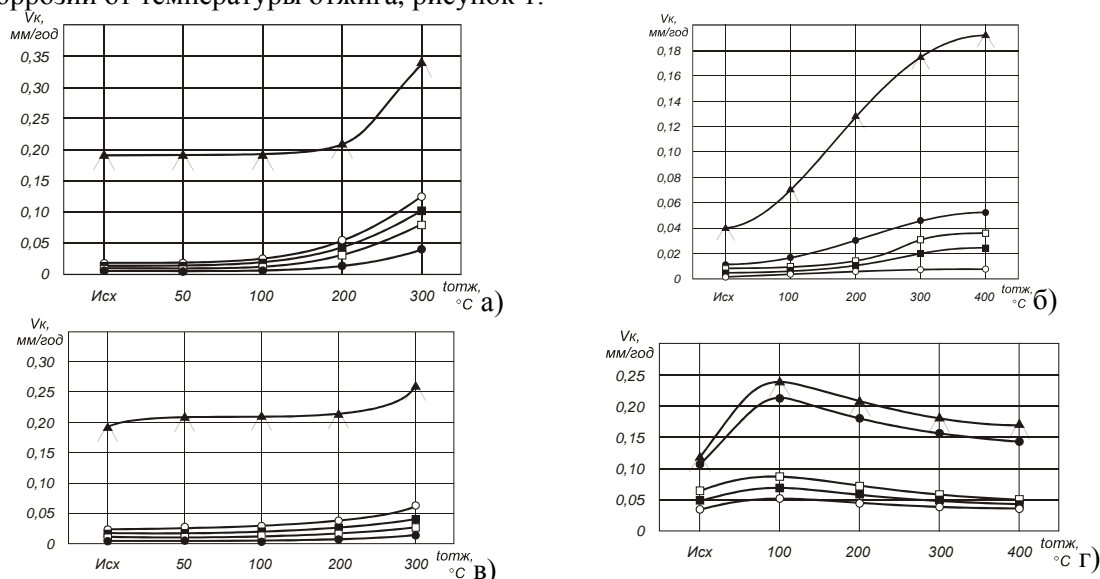 оррозии от температуры отжига, рисунок 1.
Vк,
мм/год
0,35
0,30
0,25
0,20
0,15
0,10
0,05
0
Исх 50 100 200 300
tотж,
°С а)
Vк,
мм/год
0,18
0,16
0,14
0,12
0,10
0,08
0,06
0,04
0,02
0
Исх 100 200 300 400
tотж,
°С б)
Vк,
мм/год
0,30
0,25
0,20
0,15
0,10
0,05
0
Исх 50 100 200 300
tотж,
°С в)
Vк,
мм/год
0,25
0,20
0,15
0,10
0,05
0
Исх 100 200 300 400
tотж,
°С г)